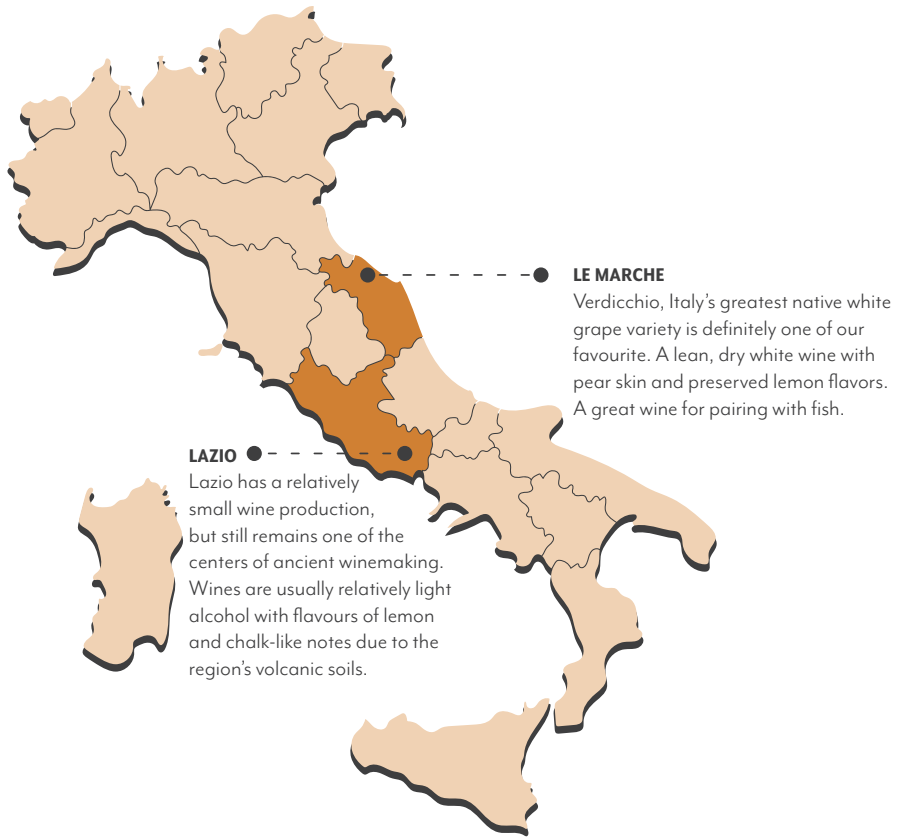 LE MARCHE
Verdicchio, Italy’s greatest native white
grape variety is definitely one of our
favourite. A lean, dry white wine with
pear skin and preserved lemon flavors.
A great wine for pairing with fish.
LAZIO
Lazio has a relatively
small wine production,
but still remains one of the
centers of ancient winemaking.
Wines are usually relatively light
alcohol with flavours of lemon
and chalk-like notes due to the
region’s volcanic soils.